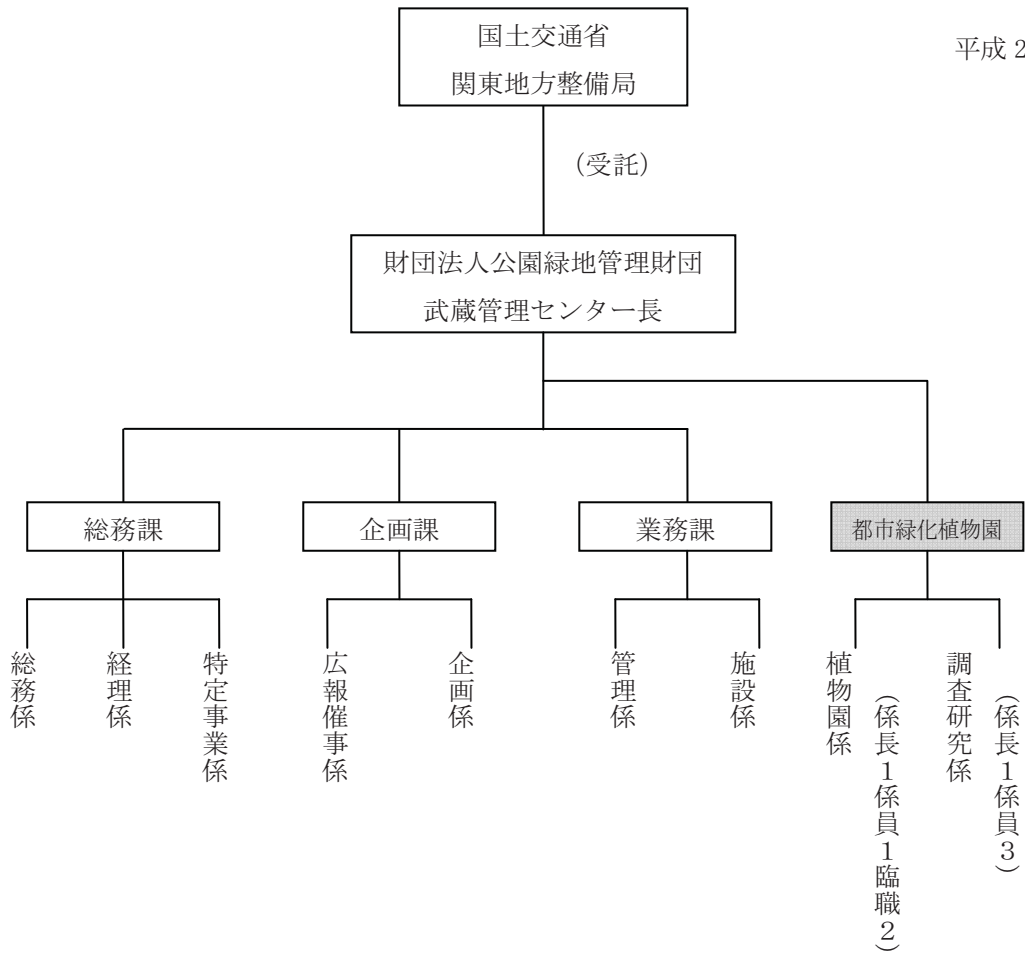 国土交通省
関東地方整備局
平成 2
（受託）
財団法人公園緑地管理財団
武蔵管理センター長
総務課
企画課
業務課
都市緑化植物園
総務係
経理係
特定事業係
広報催事係
企画係
管理係
施設係
植物園係
（係長１係員１臨職２）
調査研究係
（係長１係員３）